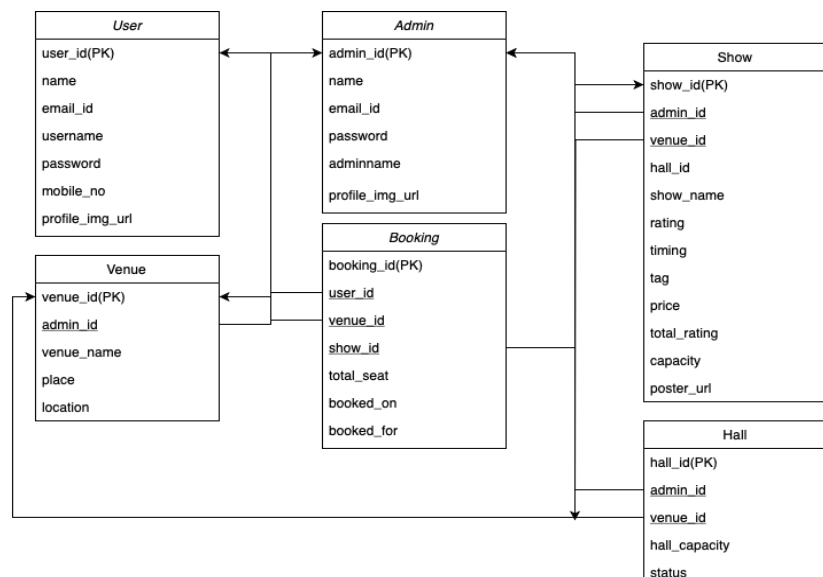 User
user_id(PK)
name
email_id
username
password
mobile_no
profile_img_url
Admin
admin_id(PK)
name
email_id
password
adminname
profile_img_url
Show
show_id(PK)
admin_id
venue_id
hall_id
show_name
rating
timing
tag
price
total_rating
capacity
poster_url
Venue
venue_id(PK)
admin_id
venue_name
place
location
Booking
booking_id(PK)
user_id
venue_id
show_id
total_seat
booked_on
booked_for
Hall
hall_id(PK)
admin_id
venue_id
hall_capacity
status